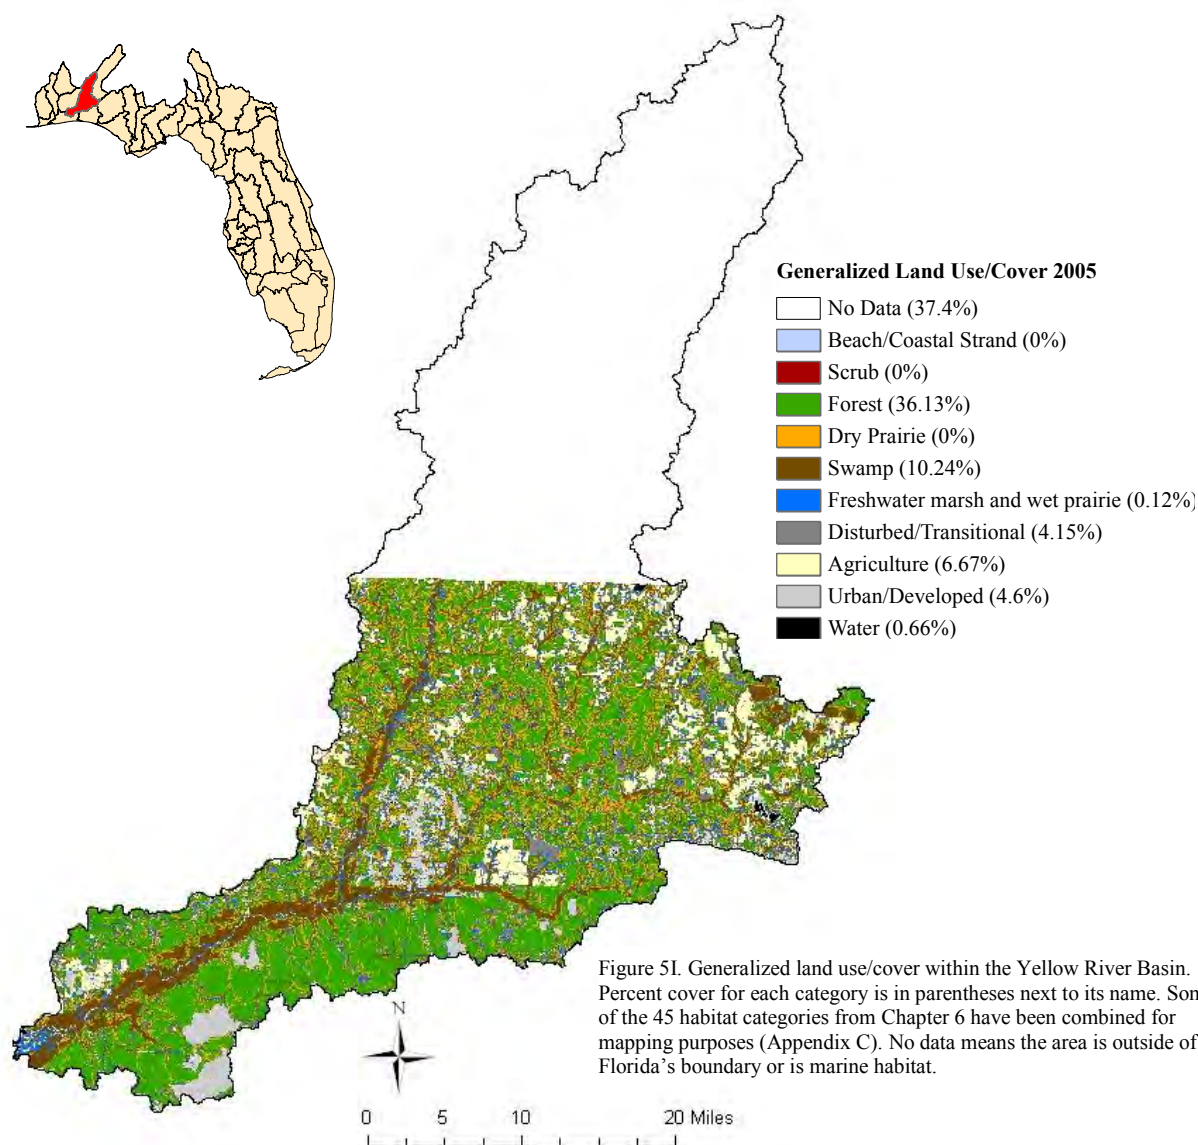 Generalized Land Use/Cover 2005
No Data (37.4%)
Beach/Coastal Strand (0%)
Scrub (0%)
Forest (36.13%)
Dry Prairie (0%)
Swamp (10.24%)
Freshwater marsh and wet prairie (0.12%)
Disturbed/Transitional (4.15%)
Agriculture (6.67%)
Urban/Developed (4.6%)
Water (0.66%)
Figure 5I. Generalized land use/cover within the Yellow River Basin.
Percent cover for each category is in parentheses next to its name. Som
of the 45 habitat categories from Chapter 6 have been combined for
mapping purposes (Appendix C). No data means the area is outside of
Florida's boundary or is marine habitat.
N
0 5 10 20 Miles